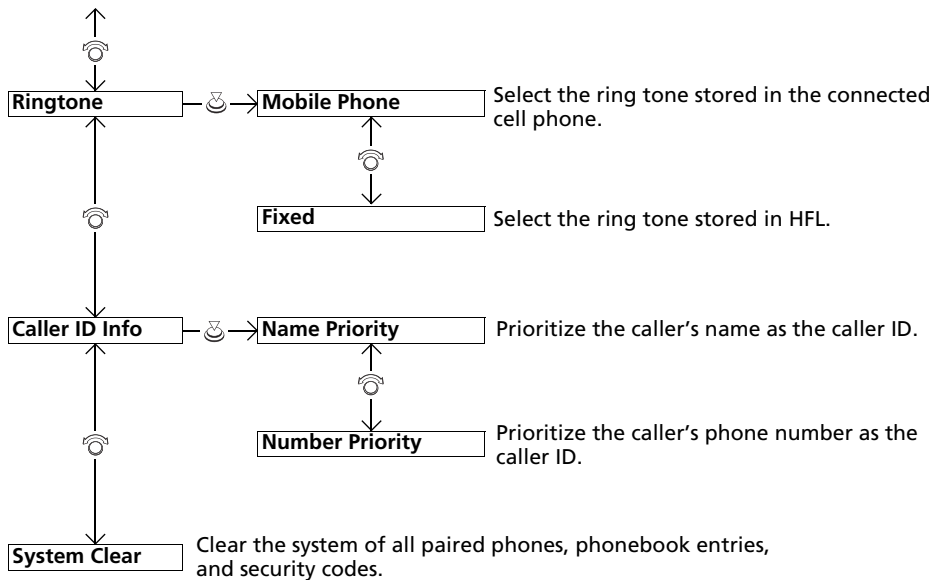 Ringtone
Mobile Phone
Select the ring tone stored in the connected
cell phone.
Fixed
Select the ring tone stored in HFL.
Caller ID Info
Name Priority
Prioritize the caller’s name as the caller ID.
Number Priority
Prioritize the caller’s phone number as the
caller ID.
System Clear
Clear the system of all paired phones, phonebook entries,
and security codes.